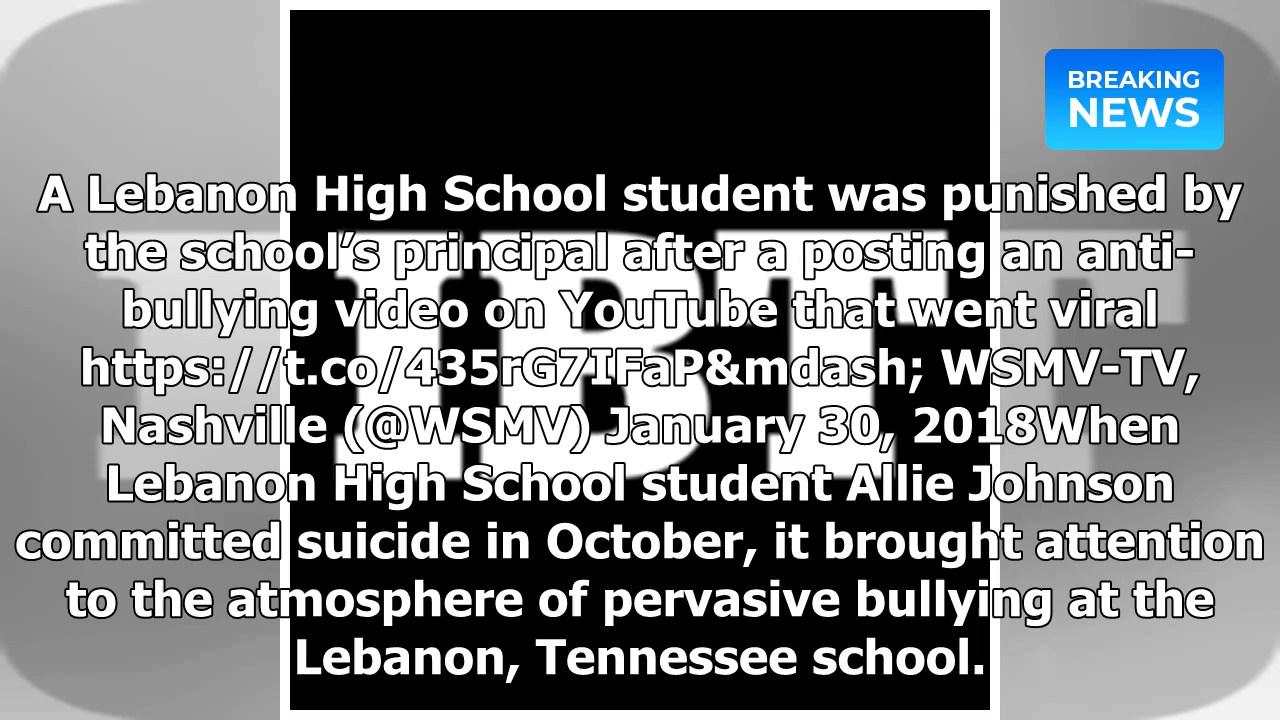 BREAKING
NEWS
A Lebanon High School student was punished by
the school’s principal after a posting an anti-
bullying video on YouTube that went viral
https://t.co/435rG7IFaP&mdash; WSMV-TV,
Nashville (@WSMV) January 30, 2018When
Lebanon High School student Allie Johnson
committed suicide in October, it brought attention
to the atmosphere of pervasive bullying at the
Lebanon, Tennessee school.
IBT